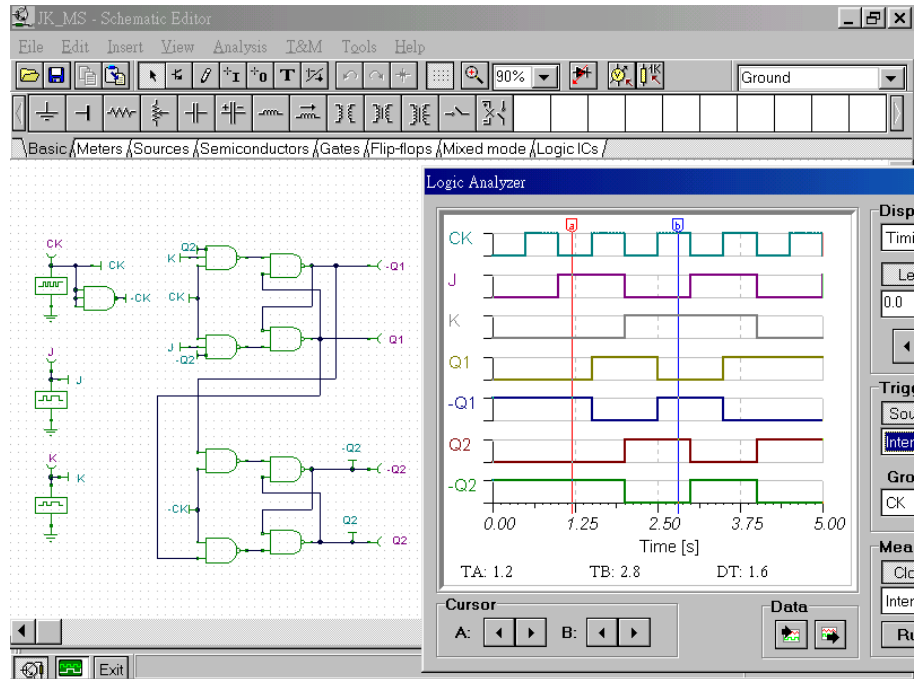 JK_MS - Schematic Editor
File Edit Insert View Analysis T&M Tools Help
T 90% 1K Ground
Basic Meters Sources Semiconductors Gates Flip-flops Mixed mode Logic ICs
CK
CK
-CK
Q2
K
CK
J
-Q2
-Q1
Q1
J
J
K
K
-CK
-Q2
-Q2
Q2
Q2
Logic Analyzer
a b
CK
J
K
Q1
-Q1
Q2
-Q2
0.00 1.25 2.50 3.75 5.00
Time [s]
TA: 1.2 TB: 2.8 DT: 1.6
Cursor
A: B:
Data
Disp
Timi
Le
0.0
Trigg
Sou
Inter
Gro
CK
Mea
Clo
Inter
Ru
Exit